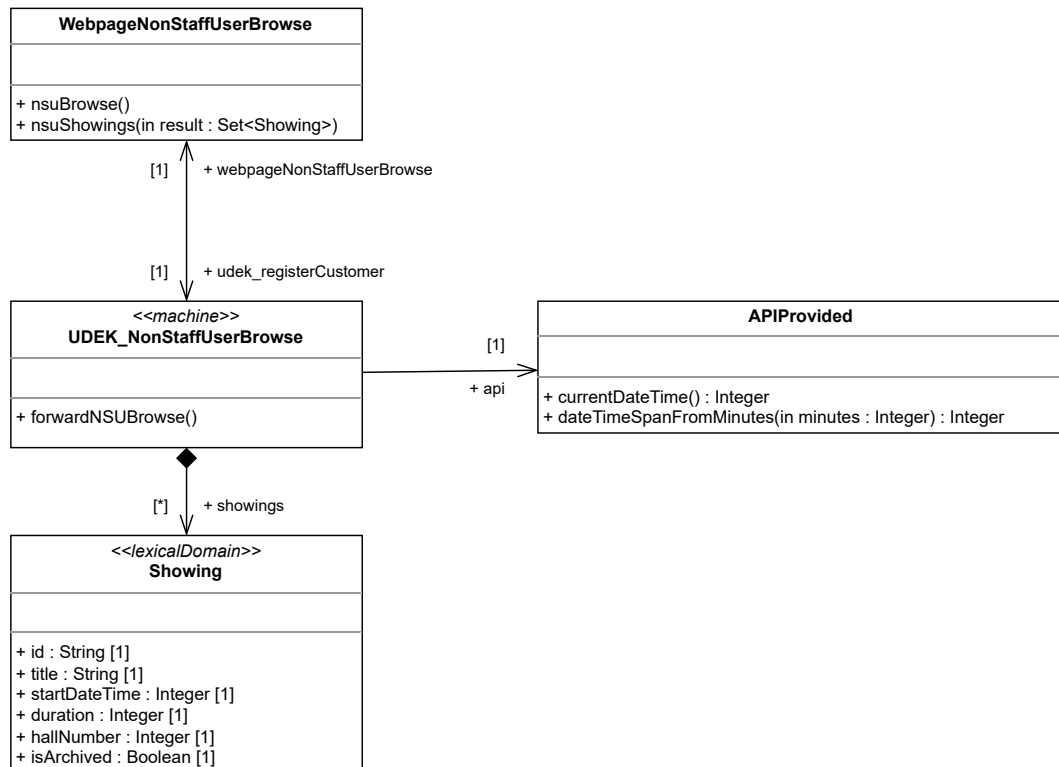 WebpageNonStaffUserBrowse
+ nsuBrowse()
+ nsuShowings(in result : Set<Showing>)
[1] + webpageNonStaffUserBrowse
[1] + udek_registerCustomer
<<machine>>
UDEK_NonStaffUserBrowse
+ forwardNSUBrowse()
[1]
+ api
APIProvided
+ currentDateTime() : Integer
+ dateTimeSpanFromMinutes(in minutes : Integer) : Integer
[*] + showings
<<lexicalDomain>>
Showing
+ id : String [1]
+ title : String [1]
+ startDateTime : Integer [1]
+ duration : Integer [1]
+ hallNumber : Integer [1]
+ isArchived : Boolean [1]